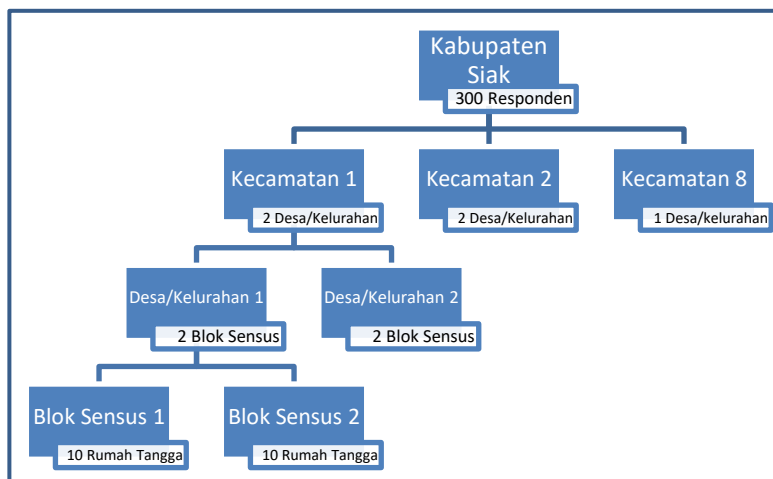 Kabupaten
Siak
300 Responden
Kecamatan 1
2 Desa/Kelurahan
Kecamatan 2
2 Desa/Kelurahan
Kecamatan 8
1 Desa/kelurahan
Desa/Kelurahan 1
2 Blok Sensus
Desa/Kelurahan 2
2 Blok Sensus
Blok Sensus 1
10 Rumah Tangga
Blok Sensus 2
10 Rumah Tangga